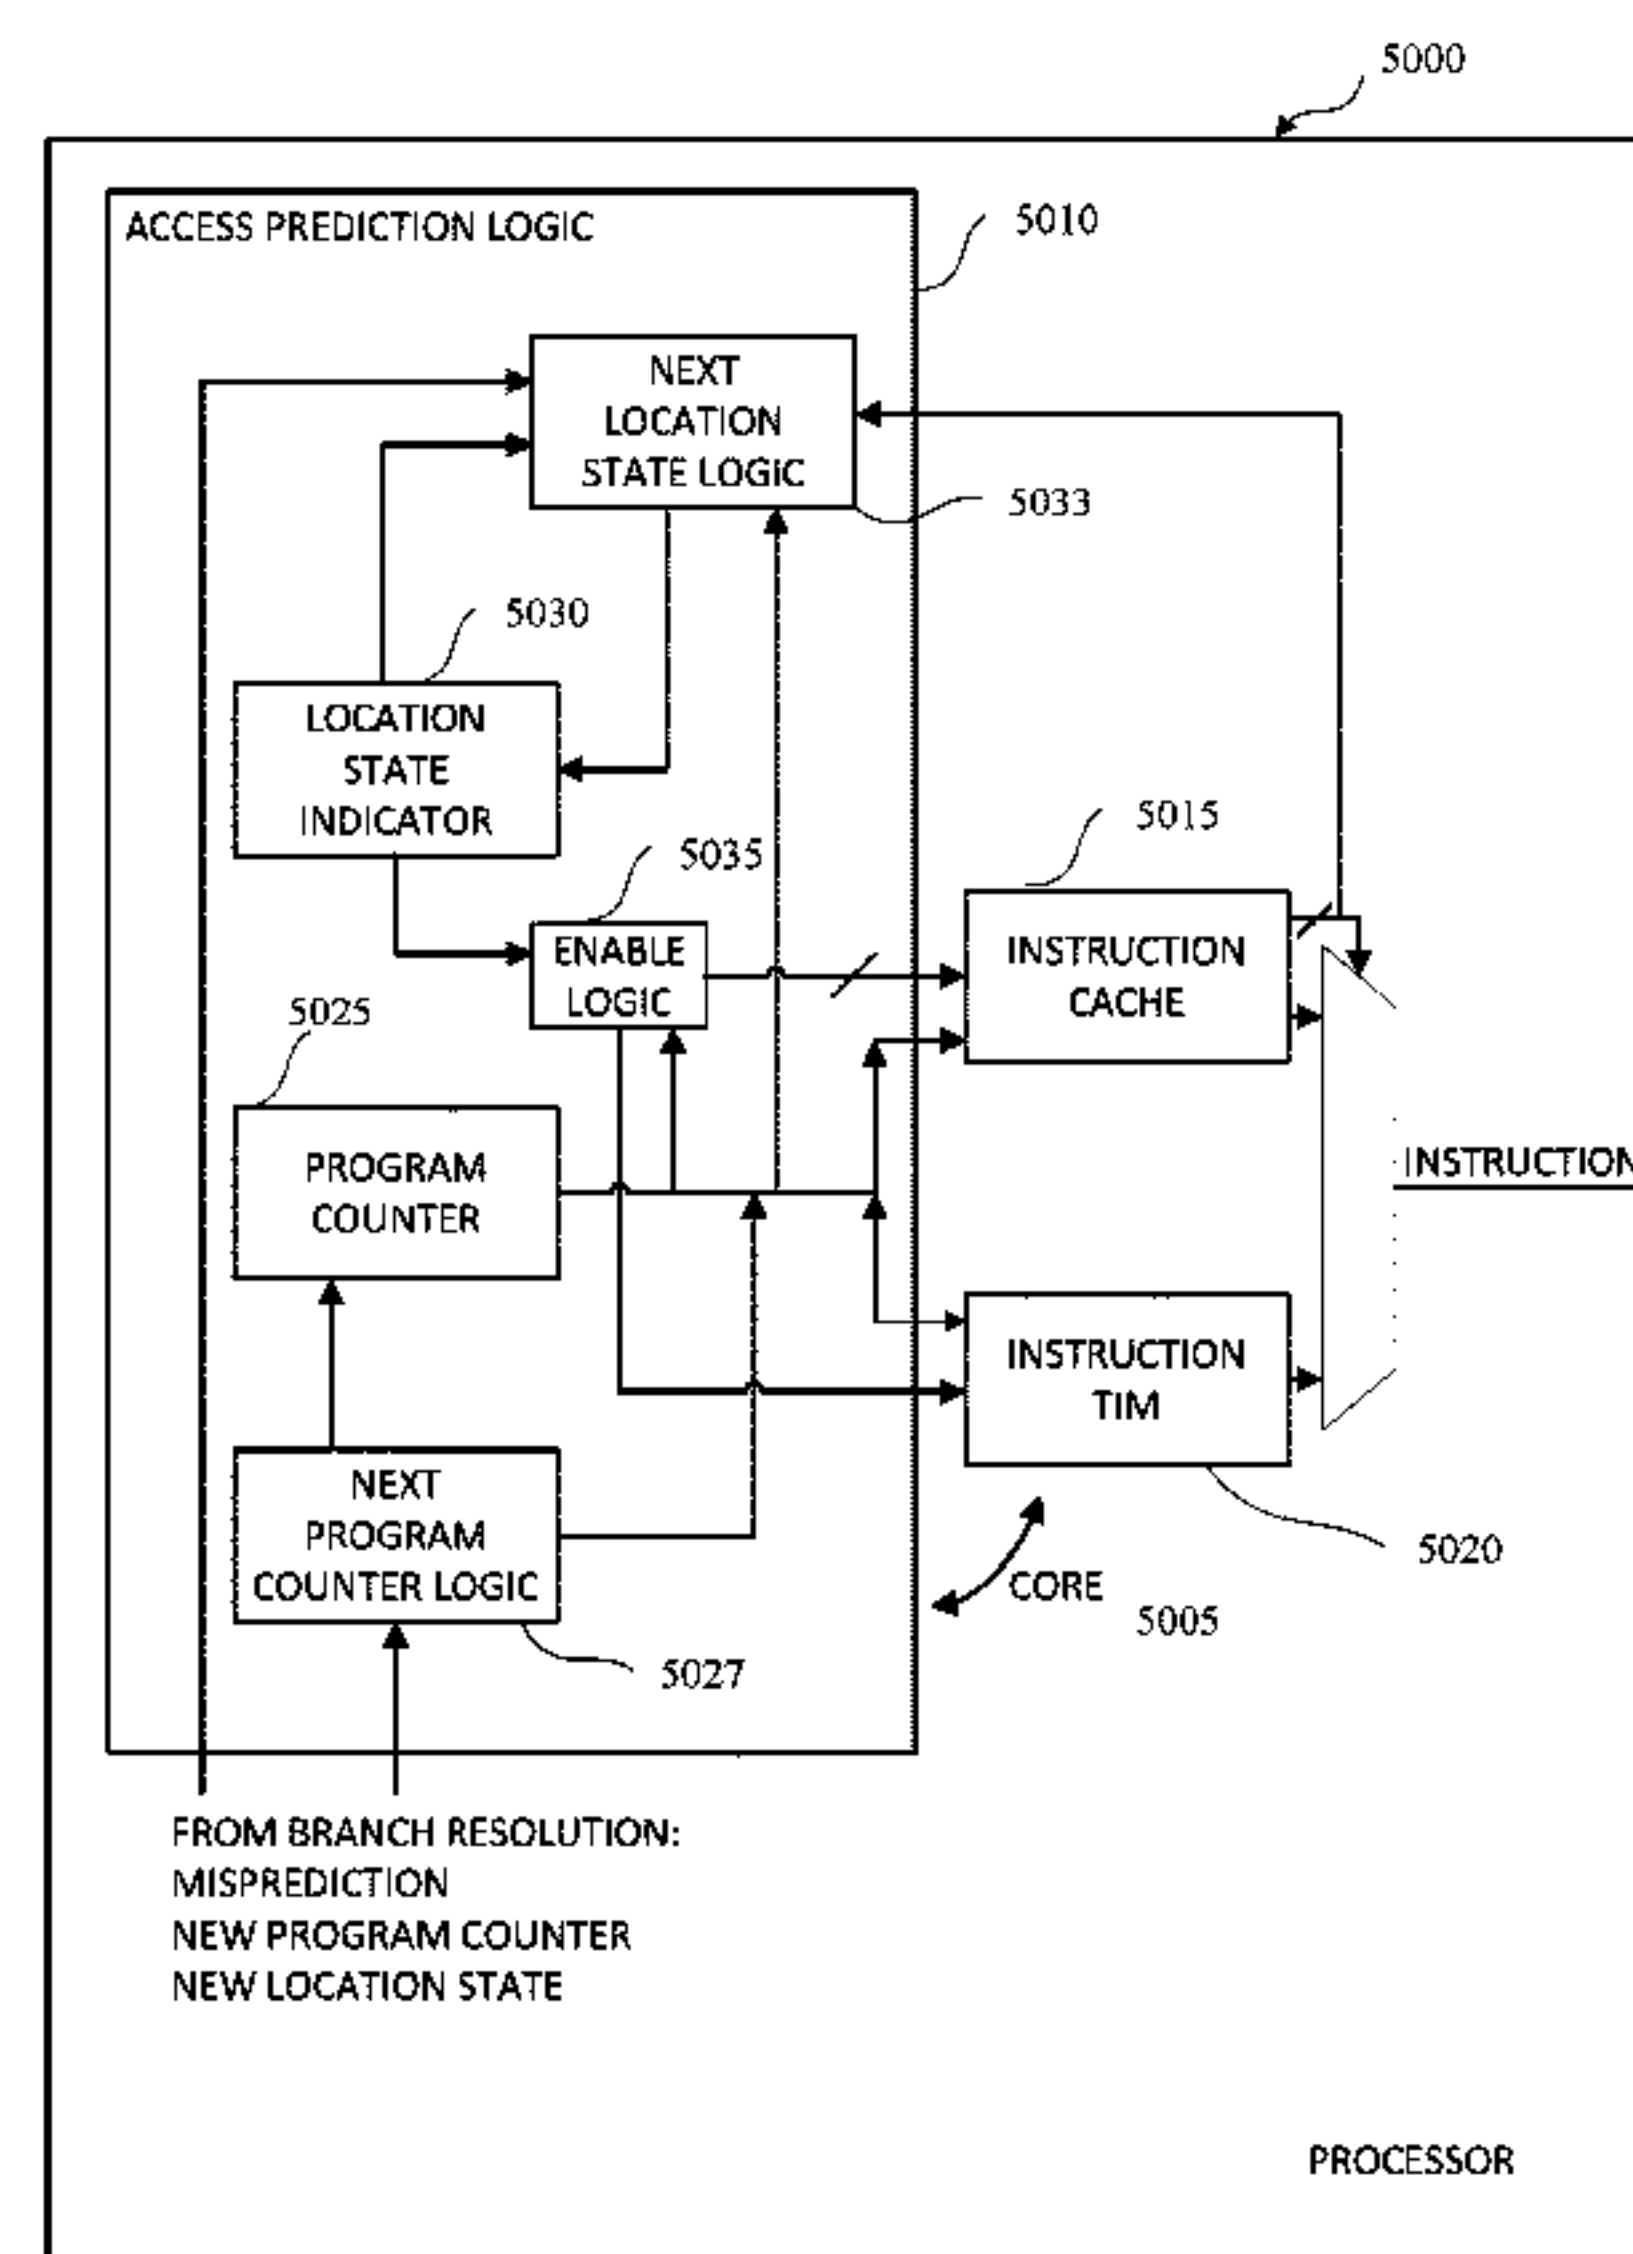 5000
ACCESS PREDICTION LOGIC
5010
NEXT
LOCATION
STATE LOGIC
5033
5030
LOCATION
STATE
INDICATOR
5035
5015
ENABLE
LOGIC
INSTRUCTION
CACHE
5025
PROGRAM
COUNTER
INSTRUCTION
INSTRUCTION
TIM
NEXT
PROGRAM
COUNTER LOGIC
5020
CORE
5005
5027
FROM BRANCH RESOLUTION:
MISPREDICTION
NEW PROGRAM COUNTER
NEW LOCATION STATE
PROCESSOR